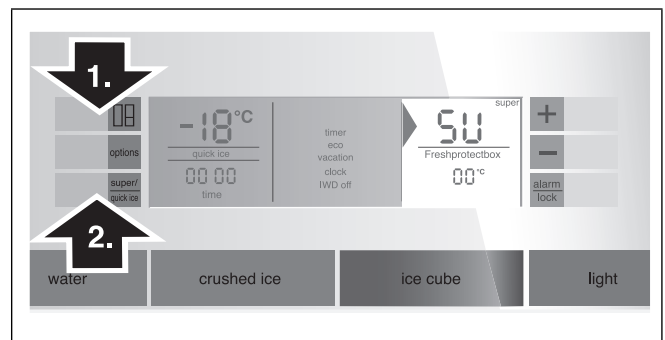 1.
-18°C
quick ice
00 00
time
timer
eco
vacation
clock
IWD off
super
SU
Freshprotectbox
00°C
+
-
options
super/
quick ice
alarm
lock
2.
water
crushed ice
ice cube
light